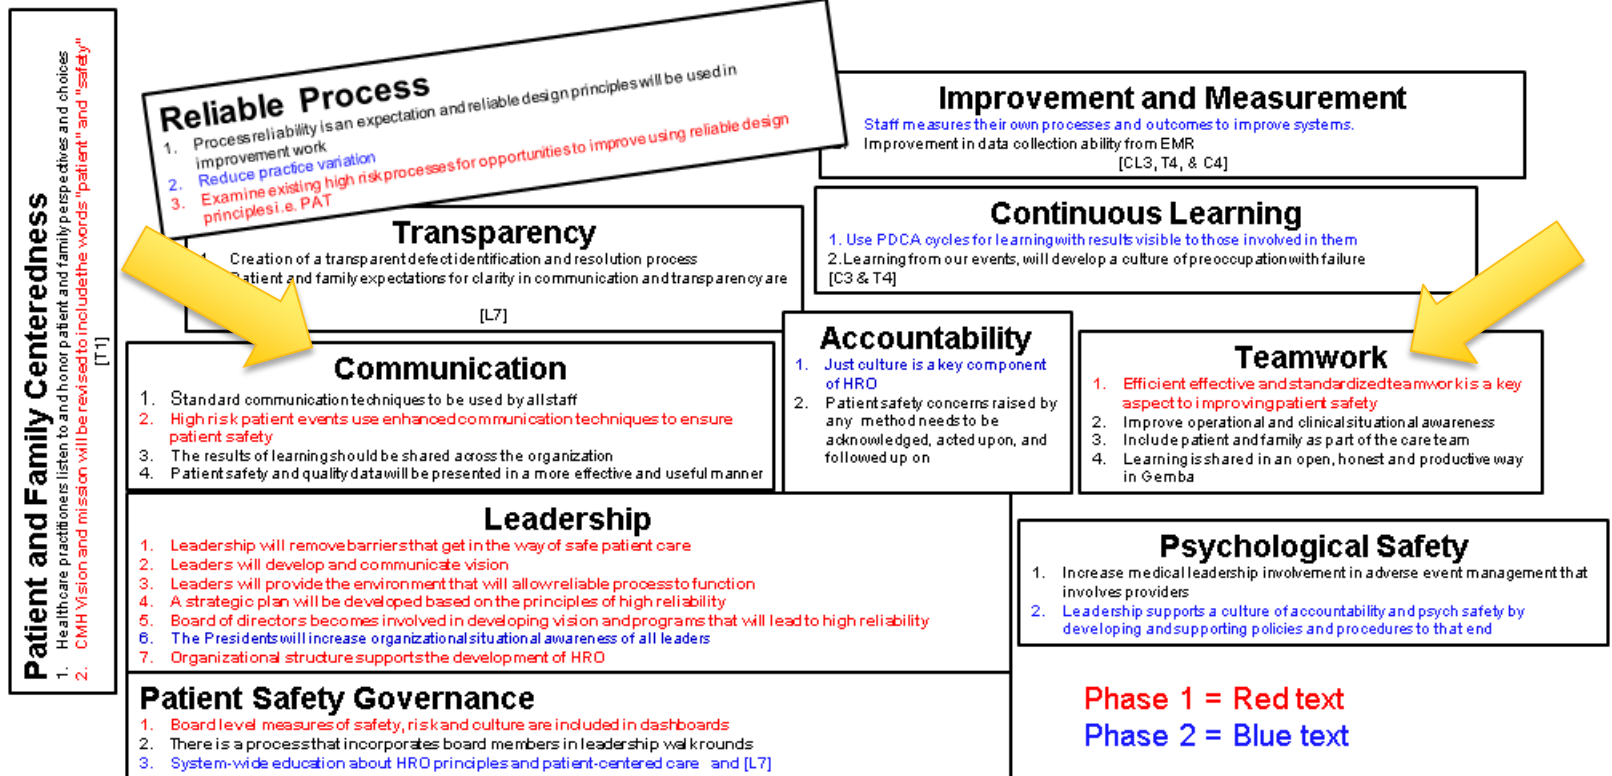 Patient and Family Centeredness
1. Healthcare practitioners listen to and honor patient and family perspectives and choices
2. CMH Vision and mission will be revised to include the words "patient" and "safety"
[T1]
Reliable Process
1. Process reliability is an expectation and reliable design principles will be used in
improvement work
2. Reduce practice variation
3. Examine existing high risk processes for opportunities to improve using reliable design
principles i.e. PAT
Improvement and Measurement
Staff measures their own processes and outcomes to improve systems.
Improvement in data collection ability from EMR
[CL3, T4, & C4]
Transparency
1. Creation of a transparent defect identification and resolution process
Patient and family expectations for clarity in communication and transparency are
[L7]
Continuous Learning
1. Use PDCA cycles for learning with results visible to those involved in them
2. Learning from our events, will develop a culture of preoccupation with failure
[C3 & T4]
Communication
1. Standard communication techniques to be used by all staff
2. High risk patient events use enhanced communication techniques to ensure
patient safety
3. The results of learning should be shared across the organization
4. Patient safety and quality data will be presented in a more effective and useful manner
Accountability
1. Just culture is a key component
of HRO
2. Patient safety concerns raised by
any method needs to be
acknowledged, acted upon, and
followed up on
Teamwork
1. Efficient effective and standardized teamwork is a key
aspect to improving patient safety
2. Improve operational and clinical situational awareness
3. Include patient and family as part of the care team
4. Learning is shared in an open, honest and productive way
in Gemba
Leadership
1. Leadership will remove barriers that get in the way of safe patient care
2. Leaders will develop and communicate vision
3. Leaders will provide the environment that will allow reliable process to function
4. A strategic plan will be developed based on the principles of high reliability
5. Board of directors becomes involved in developing vision and programs that will lead to high reliability
6. The Presidents will increase organizational situational awareness of all leaders
7. Organizational structure supports the development of HRO
Psychological Safety
1. Increase medical leadership involvement in adverse event management that
involves providers
2. Leadership supports a culture of accountability and psych safety by
developing and supporting policies and procedures to that end
Patient Safety Governance
1. Board level measures of safety, risk and culture are included in dashboards
2. There is a process that incorporates board members in leadership walkrounds
3. System-wide education about HRO principles and patient-centered care and [L7]
Phase 1 = Red text
Phase 2 = Blue text